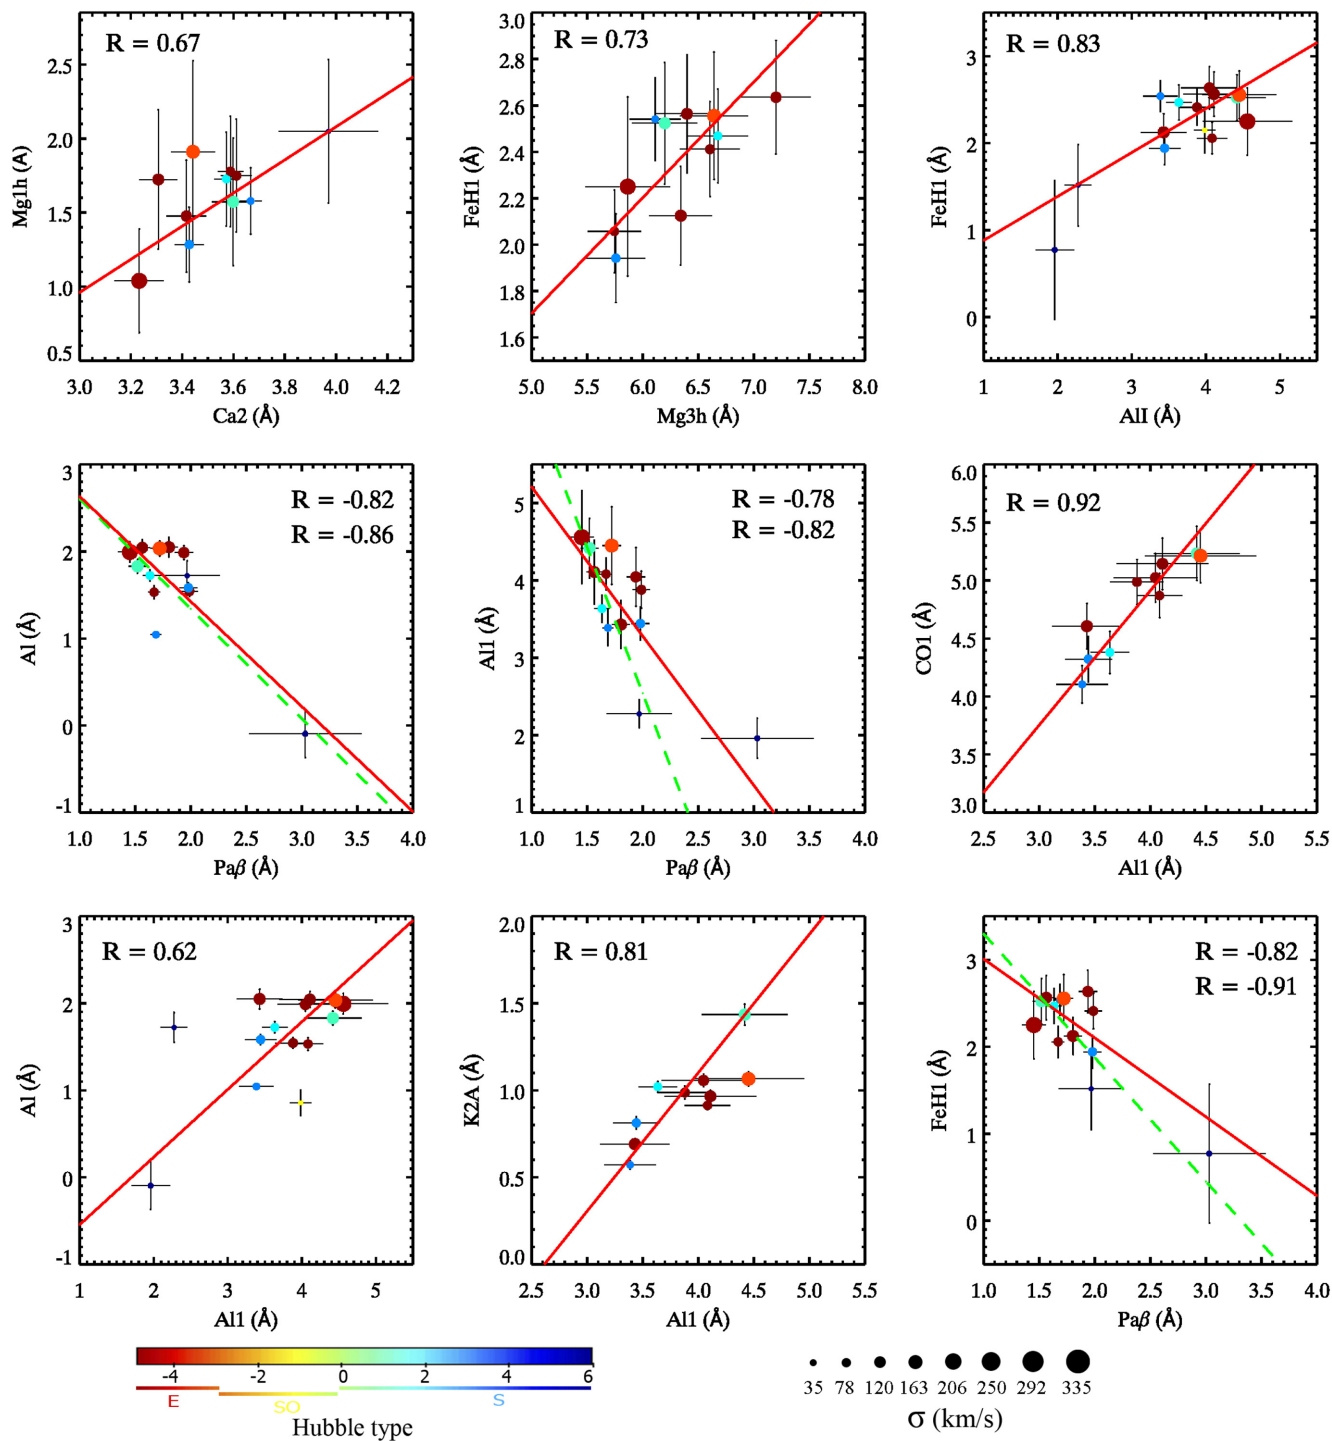 R = 0.67
Mg1h (Å)
2.5
2.0
1.5
1.0
0.5
3.0 3.2 3.4 3.6 3.8 4.0 4.2
Ca2 (Å)
R = 0.73
FeH1 (Å)
3.0
2.8
2.6
2.4
2.2
2.0
1.8
1.6
5.0 5.5 6.0 6.5 7.0 7.5 8.0
Mg3h (Å)
R = 0.83
FeH1 (Å)
3
2
1
0
1 2 3 4 5
AlI (Å)
R = -0.82
R = -0.86
Al (Å)
3
2
1
0
-1
1.0 1.5 2.0 2.5 3.0 3.5 4.0
Paβ (Å)
R = -0.78
R = -0.82
Al1 (Å)
5
4
3
2
1
1.0 1.5 2.0 2.5 3.0 3.5 4.0
Paβ (Å)
R = 0.92
CO1 (Å)
6.0
5.5
5.0
4.5
4.0
3.5
3.0
2.5 3.0 3.5 4.0 4.5 5.0 5.5
Al1 (Å)
R = 0.62
Al (Å)
3
2
1
0
-1
1 2 3 4 5
Al1 (Å)
R = 0.81
K2A (Å)
2.0
1.5
1.0
0.5
0.0
2.5 3.0 3.5 4.0 4.5 5.0 5.5
Al1 (Å)
R = -0.82
R = -0.91
FeH1 (Å)
3
2
1
0
1.0 1.5 2.0 2.5 3.0 3.5 4.0
Paβ (Å)
-4 -2 0 2 4 6
E SO S
Hubble type
35 78 120 163 206 250 292 335
σ (km/s)